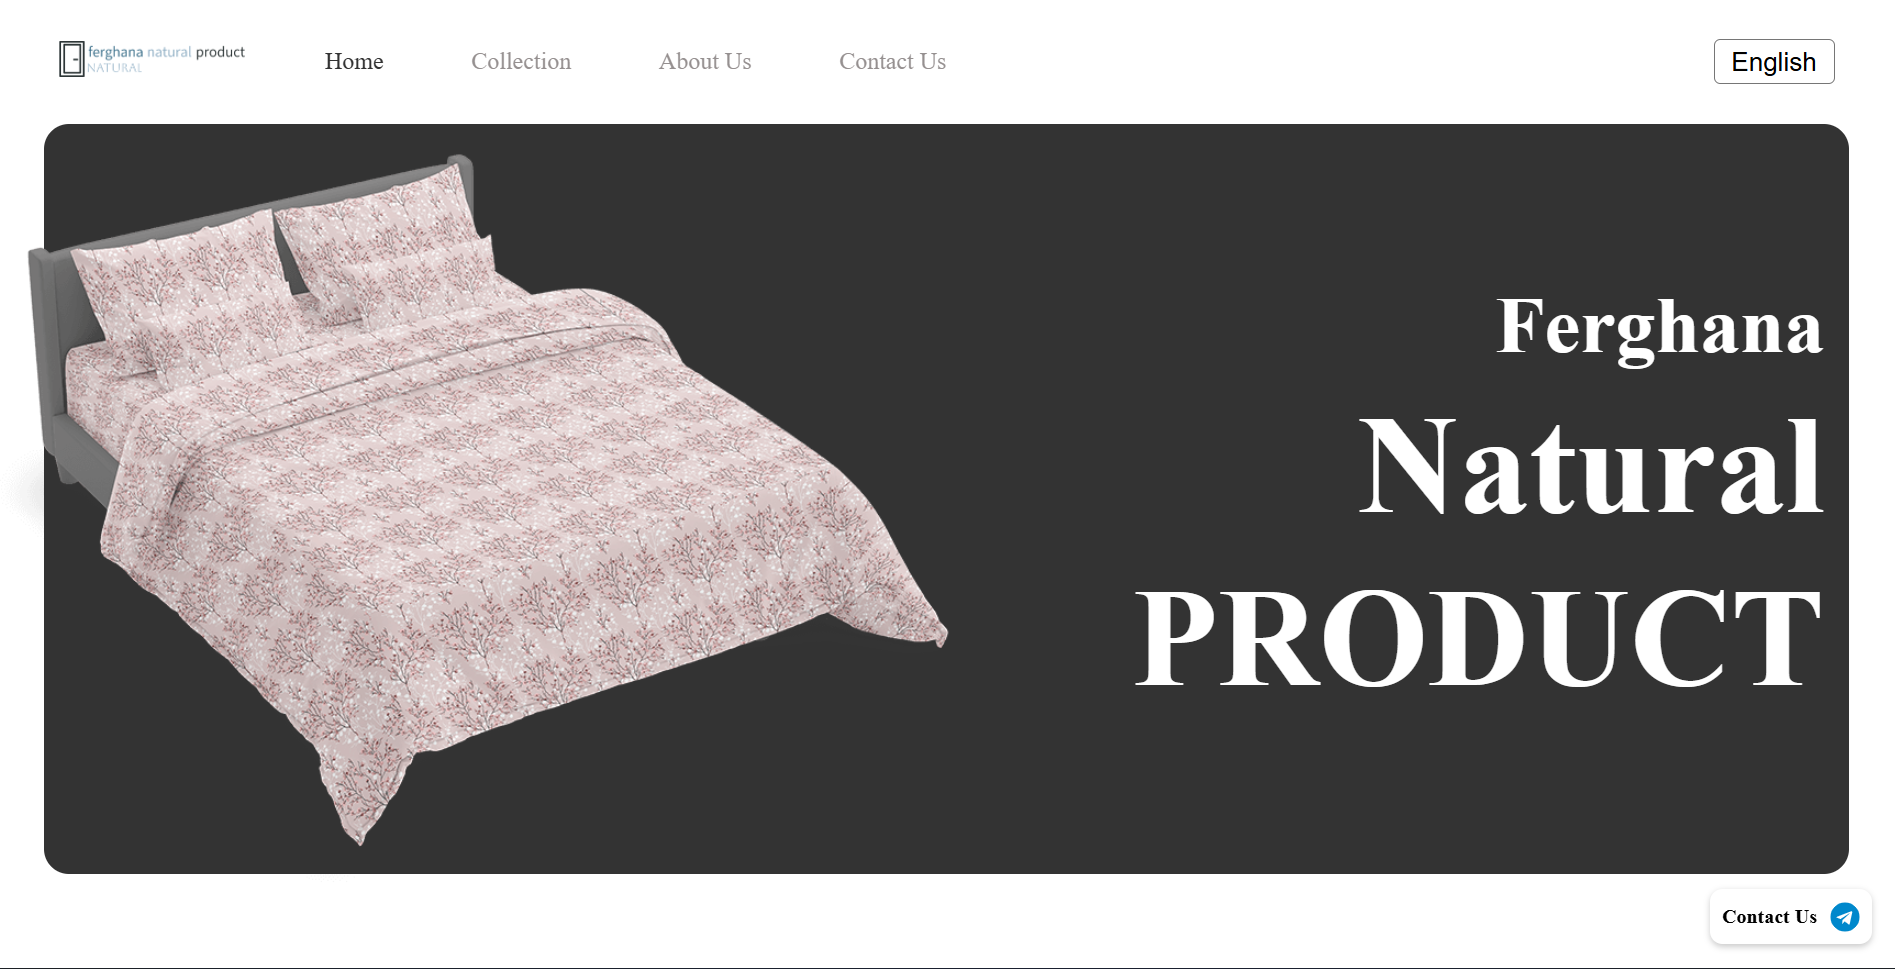 ferghana natural product
NATURAL
Home
Collection
About Us
Contact Us
English
Ferghana
Natural
PRODUCT
Contact Us